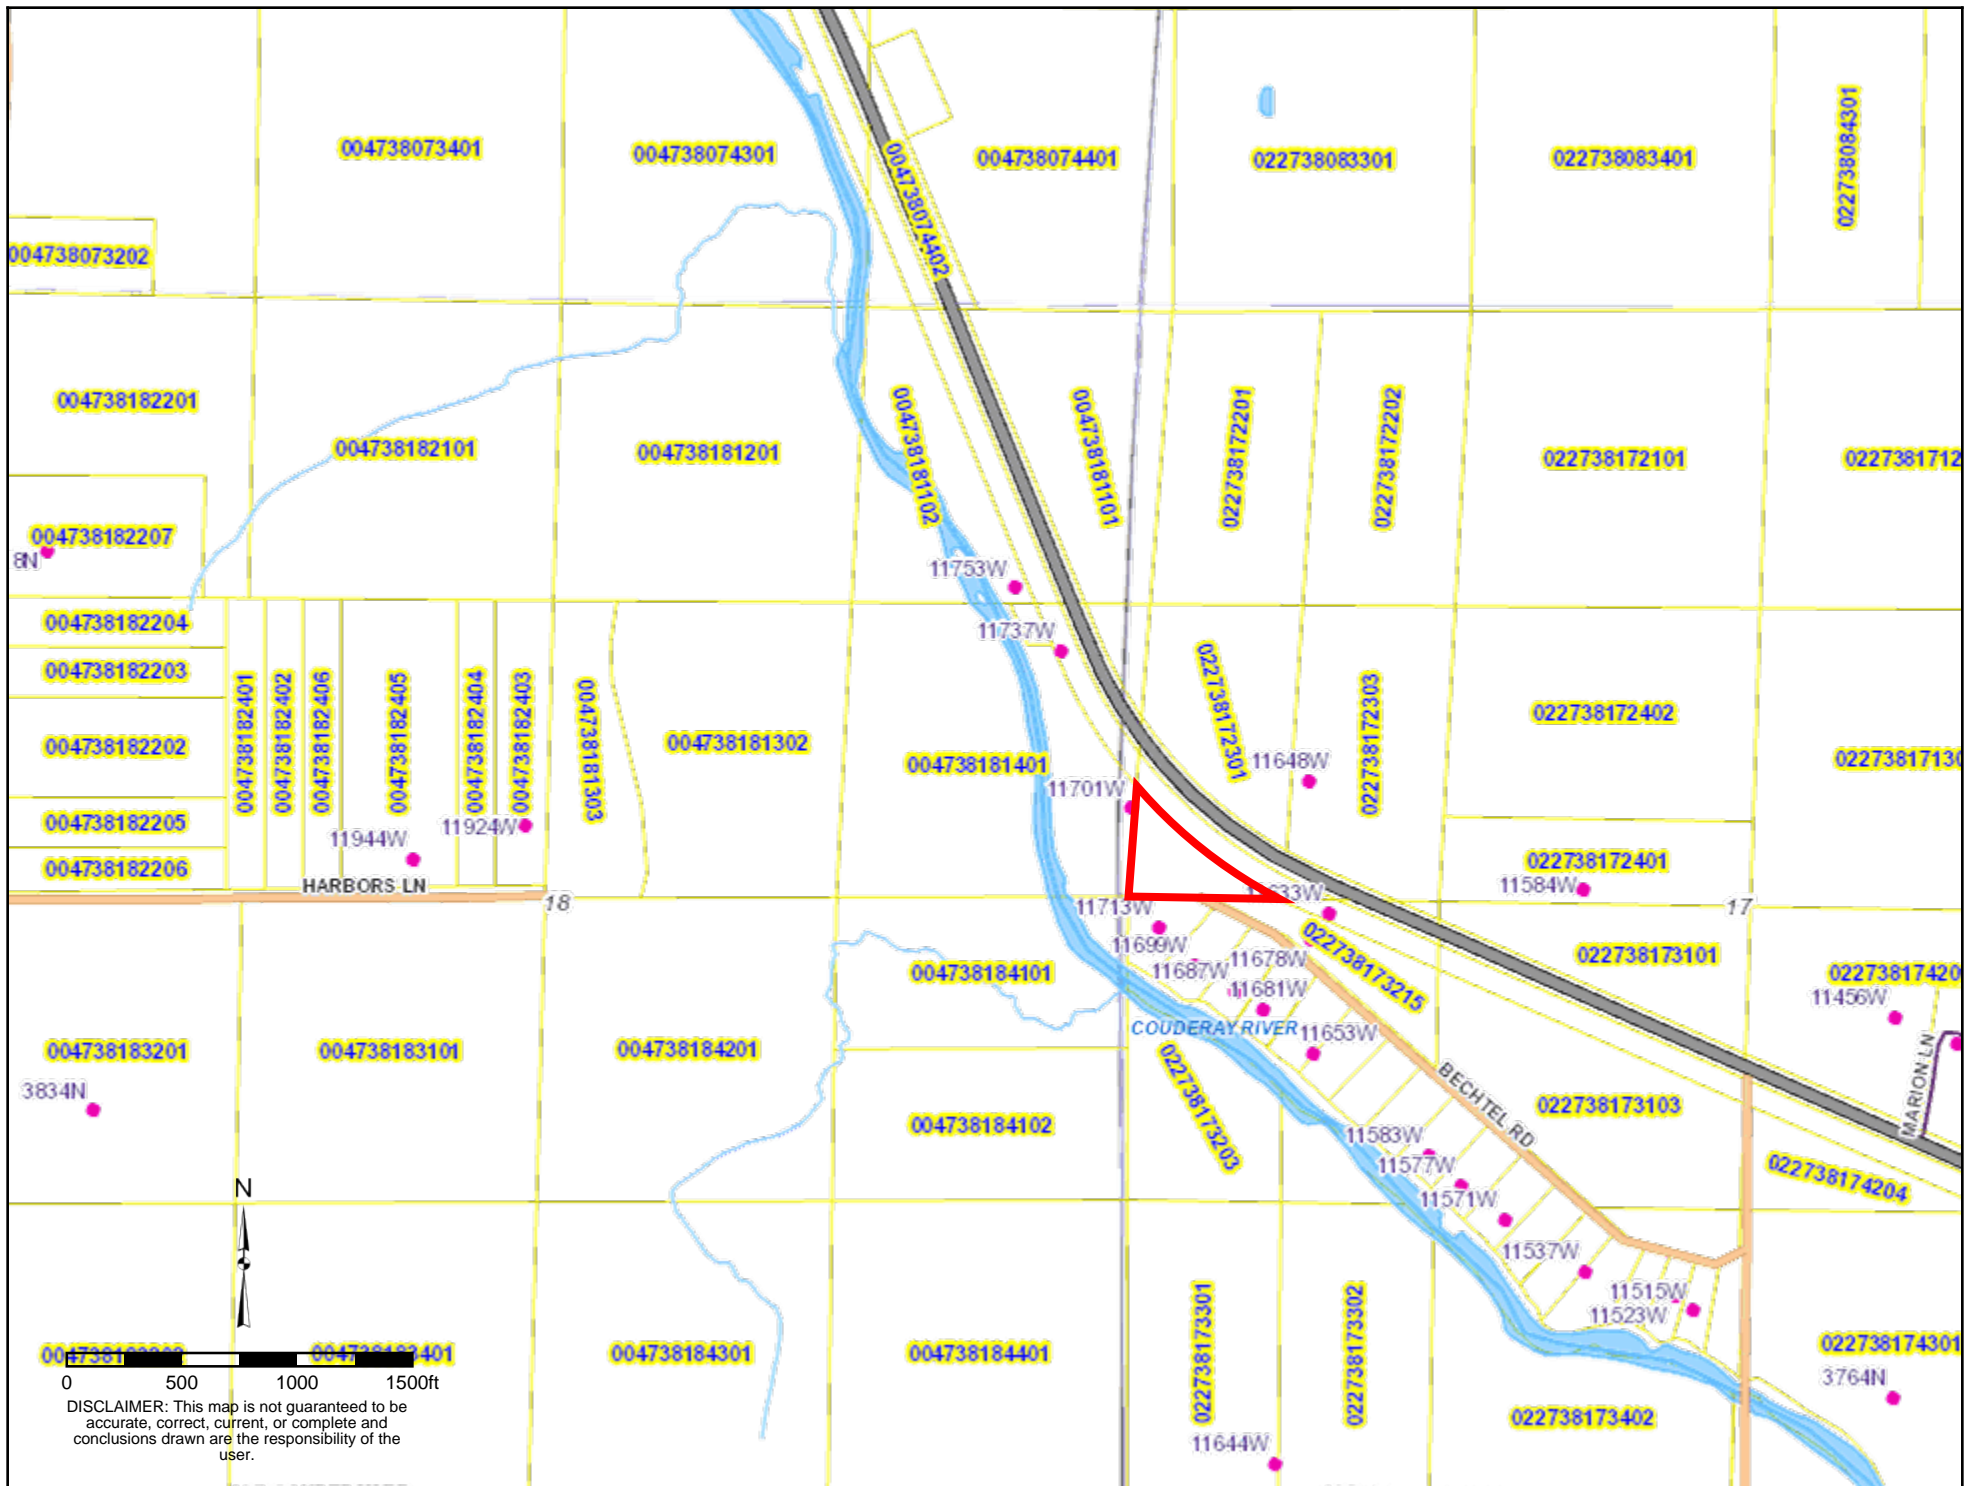 004738073401
004738074301
004738074402
004738074401
022738083301
022738083401
022738084301
004738073202
004738182201
004738182101
004738181201
004738181102
004738181101
022738172201
022738172202
022738172101
0227381712
004738182207
8N
11753W
11737W
004738182204
004738182203
004738182202
004738182205
004738182206
004738182401
004738182402
004738182406
004738182405
004738182404
004738182403
004738181303
004738181302
004738181401
022738172301
022738172303
022738172402
02273817130
11648W
11701W
11944W
11924W
HARBORS LN
18
022738172401
11584W
17
11713W
11699W
11687W
11678W
11681W
11653W
022738173215
022738173101
02273817420
11456W
MARION LN
004738184101
COUDERAY RIVER
004738183201
004738183101
004738184201
3834N
004738184102
022738173203
BECHTEL RD
022738173103
11583W
11577W
11571W
022738174204
11537W
11515W
11523W
N
004738183401
004738184301
004738184401
022738173301
022738173302
022738173402
022738174301
3764N
11644W
0 500 1000 1500ft
DISCLAIMER: This map is not guaranteed to be
accurate, correct, current, or complete and
conclusions drawn are the responsibility of the
user.